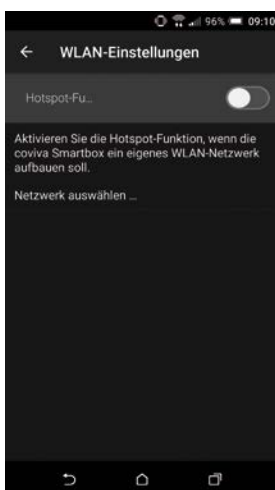 96% 09:10
WLAN-Einstellungen
Hotspot-Fu...
Aktivieren Sie die Hotspot-Funktion, wenn die
coviva Smartbox ein eigenes WLAN-Netzwerk
aufbauen soll.
Netzwerk auswählen ...